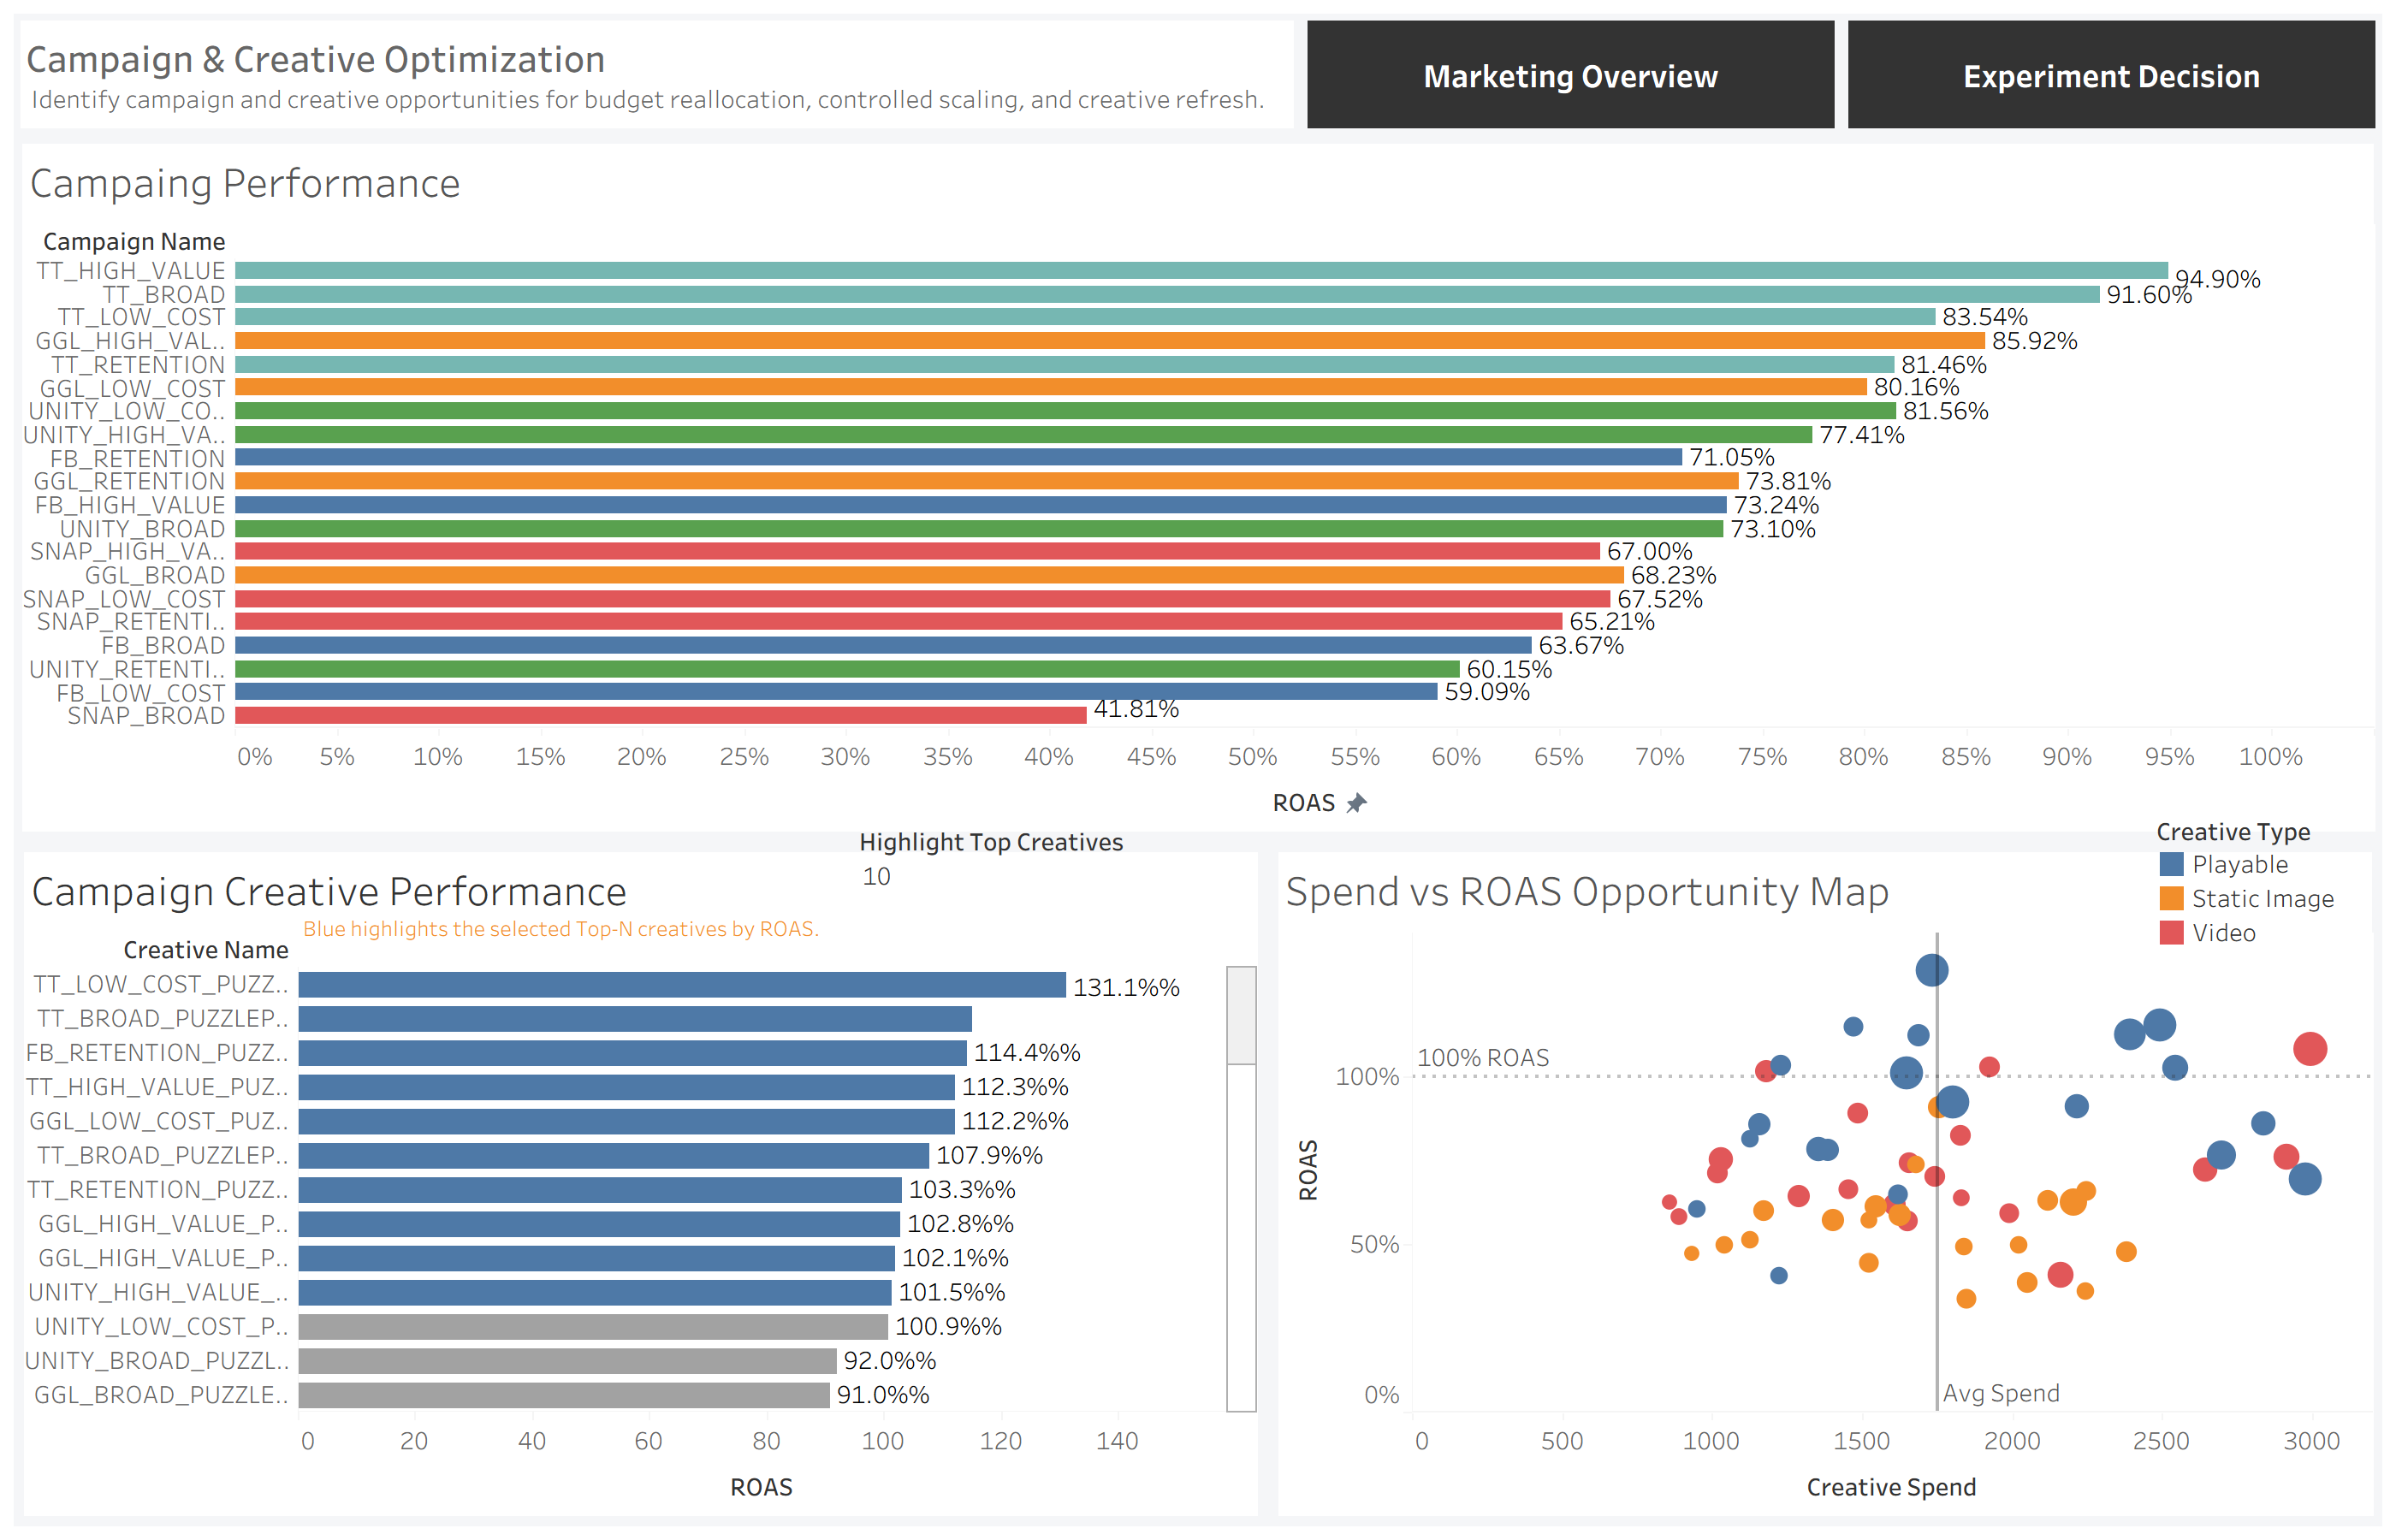 Campaign & Creative Optimization
Identify campaign and creative opportunities for budget reallocation, controlled scaling, and creative refresh.
Marketing Overview
Experiment Decision
Campaing Performance
Campaign Name
TT_HIGH_VALUE 94.90%
TT_BROAD 91.60%
TT_LOW_COST 83.54%
GGL_HIGH_VAL.. 85.92%
TT_RETENTION 81.46%
GGL_LOW_COST 80.16%
UNITY_LOW_CO.. 81.56%
UNITY_HIGH_VA.. 77.41%
FB_RETENTION 71.05%
GGL_RETENTION 73.81%
FB_HIGH_VALUE 73.24%
UNITY_BROAD 73.10%
SNAP_HIGH_VA.. 67.00%
GGL_BROAD 68.23%
SNAP_LOW_COST 67.52%
SNAP_RETENTI.. 65.21%
FB_BROAD 63.67%
UNITY_RETENTI.. 60.15%
FB_LOW_COST 59.09%
SNAP_BROAD 41.81%
0% 5% 10% 15% 20% 25% 30% 35% 40% 45% 50% 55% 60% 65% 70% 75% 80% 85% 90% 95% 100%
ROAS
Highlight Top Creatives
10
Campaign Creative Performance
Blue highlights the selected Top-N creatives by ROAS.
Creative Name
TT_LOW_COST_PUZZ.. 131.1%%
TT_BROAD_PUZZLEP..
FB_RETENTION_PUZZ.. 114.4%%
TT_HIGH_VALUE_PUZ.. 112.3%%
GGL_LOW_COST_PUZ.. 112.2%%
TT_BROAD_PUZZLEP.. 107.9%%
TT_RETENTION_PUZZ.. 103.3%%
GGL_HIGH_VALUE_P.. 102.8%%
GGL_HIGH_VALUE_P.. 102.1%%
UNITY_HIGH_VALUE_.. 101.5%%
UNITY_LOW_COST_P.. 100.9%%
UNITY_BROAD_PUZZL.. 92.0%%
GGL_BROAD_PUZZLE.. 91.0%%
0 20 40 60 80 100 120 140
ROAS
Spend vs ROAS Opportunity Map
Creative Type
Playable
Static Image
Video
100% ROAS
100%
50%
0%
ROAS
Avg Spend
0 500 1000 1500 2000 2500 3000
Creative Spend